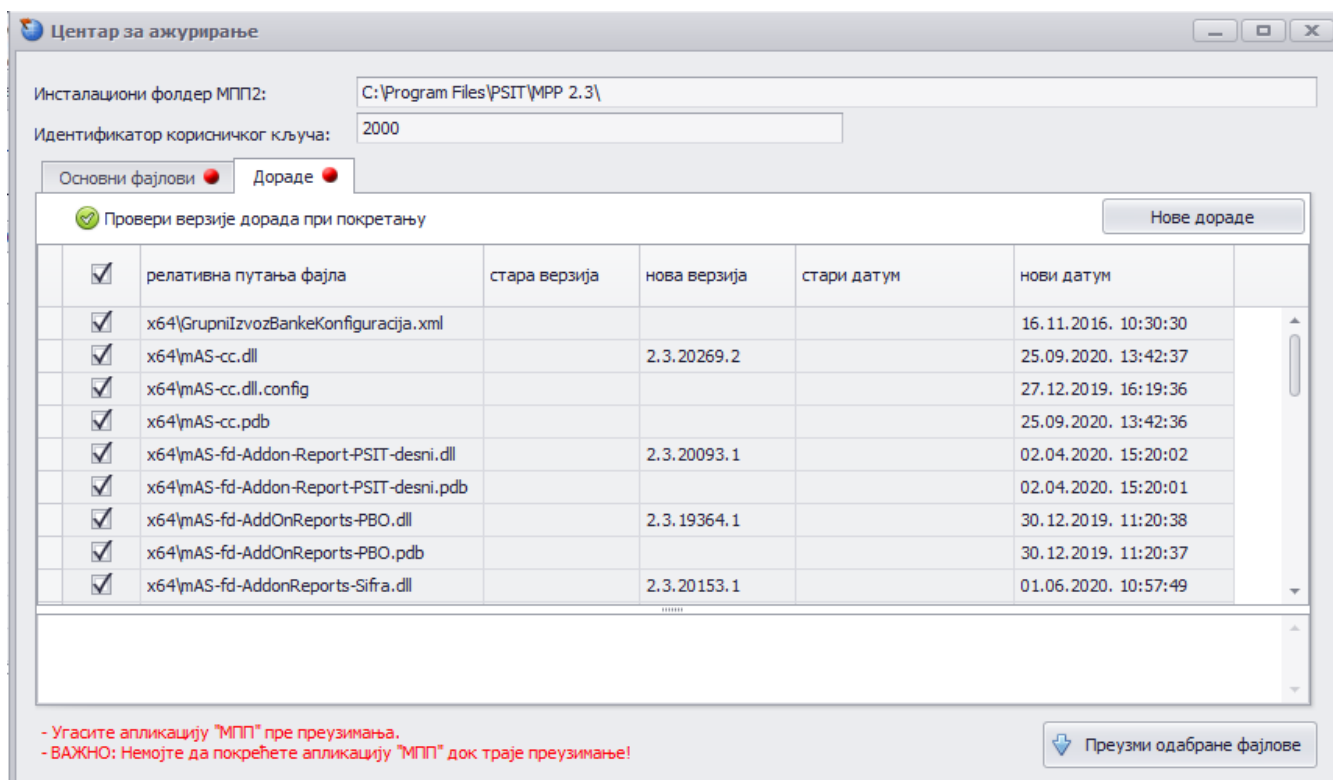 Центар за ажурирање
Инсталациони фолдер МПП2: C:\Program Files\PSIT\MPP 2.3\
Идентификатор корисничког кључа: 2000
Основни фајлови Дораде
Провери верзије дорада при покретању Нове дораде
релативна путања фајла стара верзија нова верзија стари датум нови датум
x64\GrupniIzvozBankeKonfiguracija.xml 16.11.2016. 10:30:30
x64\mAS-cc.dll 2.3.20269.2 25.09.2020. 13:42:37
x64\mAS-cc.dll.config 27.12.2019. 16:19:36
x64\mAS-cc.pdb 25.09.2020. 13:42:36
x64\mAS-fd-Addon-Report-PSIT-desni.dll 2.3.20093.1 02.04.2020. 15:20:02
x64\mAS-fd-Addon-Report-PSIT-desni.pdb 02.04.2020. 15:20:01
x64\mAS-fd-AddOnReports-PBO.dll 2.3.19364.1 30.12.2019. 11:20:38
x64\mAS-fd-AddOnReports-PBO.pdb 30.12.2019. 11:20:37
x64\mAS-fd-AddonReports-Sifra.dll 2.3.20153.1 01.06.2020. 10:57:49
- Угасите апликацију "МПП" пре преузимања.
- ВАЖНО: Немојте да покрећете апликацију "МПП" док траје преузимање!
Преузми одабране фајлове